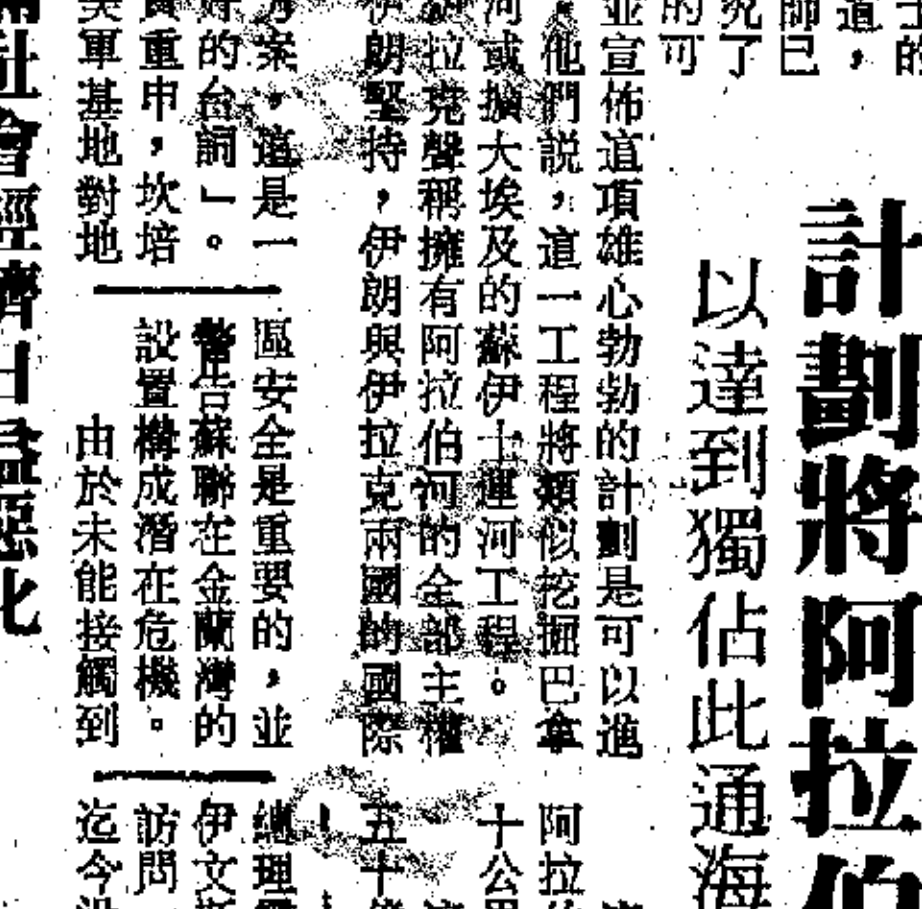 計劃將阿拉伯
以達到獨佔此通海
的
道，
師已
究了
的可
並宣佈這項雄心勃勃的計劃是可以進
他們説，這一工程將類似挖掘巴拿
河或擴大埃及的蘇伊士運河工程。
拉克聲稱擁有阿拉伯河的全部主權
伊朗堅持，伊朗與伊拉克兩國的國際
阿拉
十公
五十
方案，這是一
好的台詞」。
重申，坎培
美軍基地對地
區安全是重要的，並
警告蘇聯在金蘭灣的
設置構成潛在危機。
由於未能接觸到
總理
伊文
訪問
迄今
社會經濟日益惡化